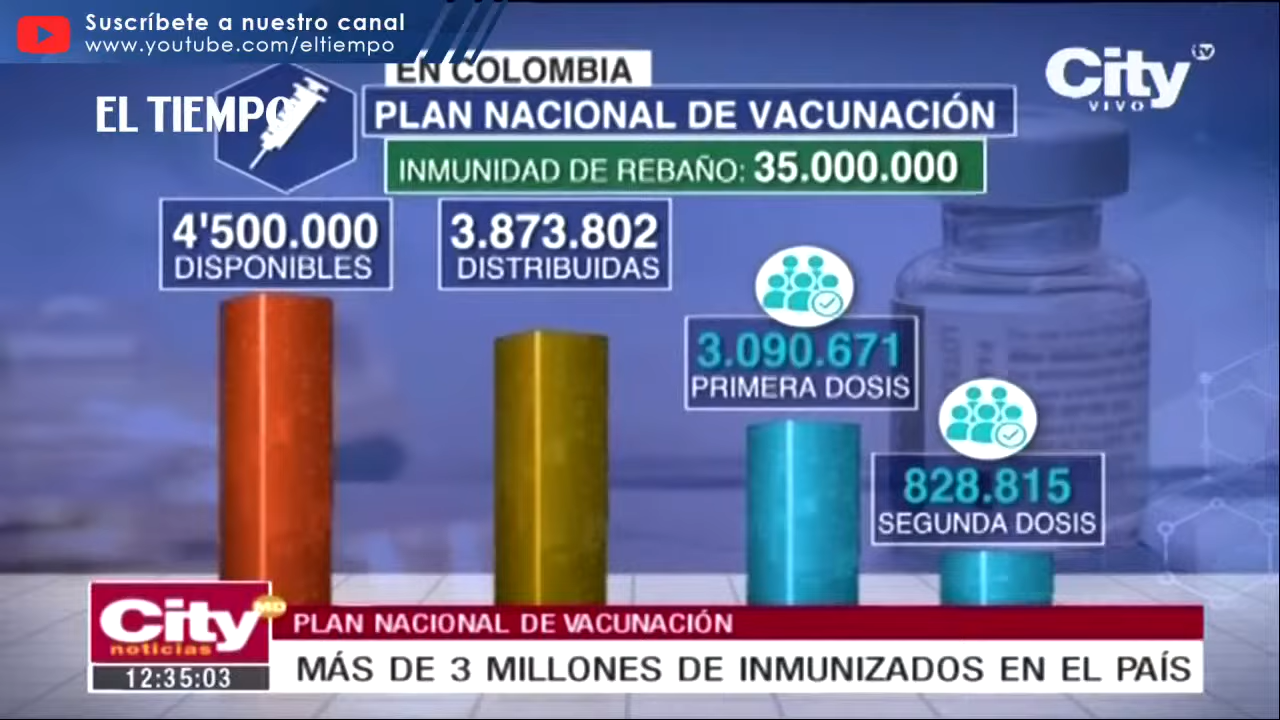 Suscríbete a nuestro canal
www.youtube.com/eltiempo
EL TIEMPO
City tv
VIVO
EN COLOMBIA
PLAN NACIONAL DE VACUNACIÓN
INMUNIDAD DE REBAÑO: 35.000.000
4'500.000
DISPONIBLES
3.873.802
DISTRIBUIDAS
3.090.671
PRIMERA DOSIS
828.815
SEGUNDA DOSIS
City MD
noticias
12:35:03
PLAN NACIONAL DE VACUNACIÓN
MÁS DE 3 MILLONES DE INMUNIZADOS EN EL PAÍS